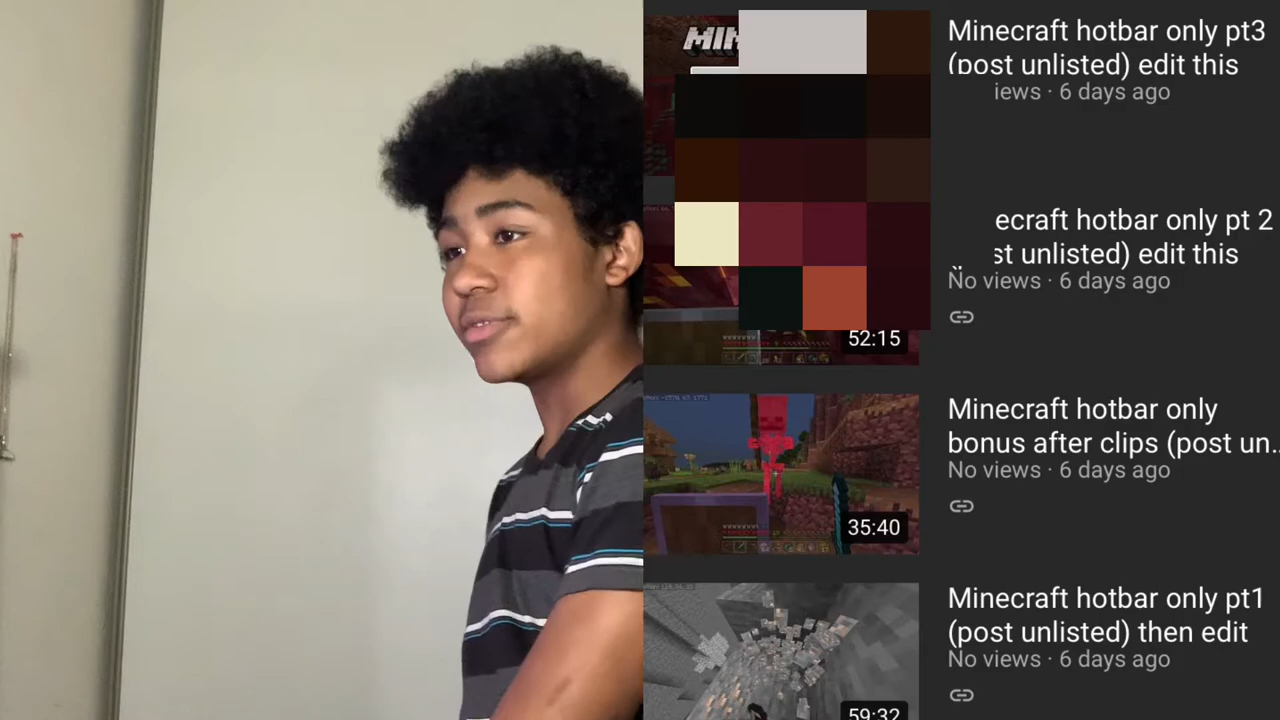 MIN
Minecraft hotbar only pt3
(post unlisted) edit this
iews · 6 days ago
ecraft hotbar only pt 2
st unlisted) edit this
No views · 6 days ago
52:15
Minecraft hotbar only
bonus after clips (post un..
No views · 6 days ago
35:40
Minecraft hotbar only pt1
(post unlisted) then edit
No views · 6 days ago
59:32